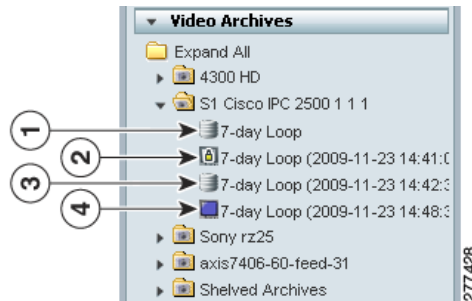 Video Archives
Expand All
4300 HD
S1 Cisco IPC 2500 1 1 1
1
7-day Loop
2
7-day Loop (2009-11-23 14:41:0
3
7-day Loop (2009-11-23 14:42:3
4
7-day Loop (2009-11-23 14:48:3
Sony rz25
axis7406-60-feed-31
Shelved Archives
277428